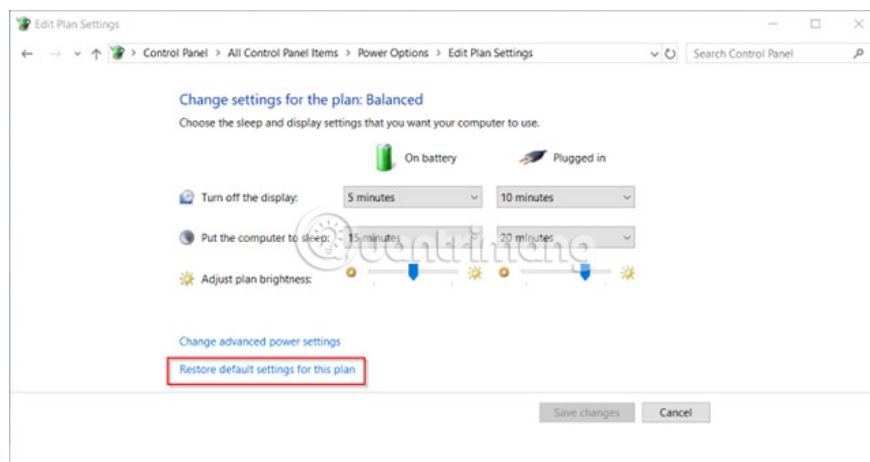 Edit Plan Settings
Control Panel > All Control Panel Items > Power Options > Edit Plan Settings
Search Control Panel
Change settings for the plan: Balanced
Choose the sleep and display settings that you want your computer to use.
On battery Plugged in
Turn off the display: 5 minutes 10 minutes
Put the computer to sleep: 15 minutes 20 minutes
Quantrimang
Adjust plan brightness:
Change advanced power settings
Restore default settings for this plan
Save changes Cancel